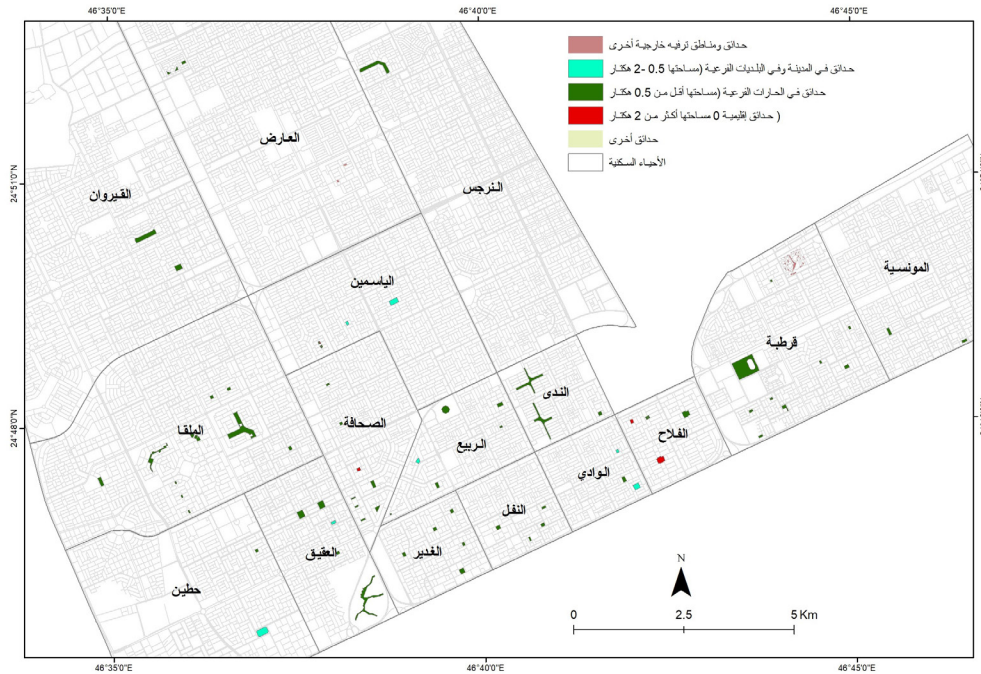 46°35'0"E
46°40'0"E
46°45'0"E
حدائق ومناطق ترفيه خارجية أخرى
حدائق في المدينة وفي البلديات الفرعية (مساحتها 0.5 -2 هكتار
حدائق في الحارات الفرعية (مساحتها أقل من 0.5 هكتار
( حدائق إقليمية 0 مساحتها أكثر من 2 هكتار
حدائق أخرى
الأحياء السكنية
العارض
24°51'0"N
القيروان
النرجس
المونسية
الياسمين
قرطبة
الندى
24°48'0"N
الملقا
الصحافة
الربيع
الفلاح
الوادي
النفل
العقيق
الغدير
حطين
N
0
2.5
5 Km
46°35'0"E
46°40'0"E
46°45'0"E